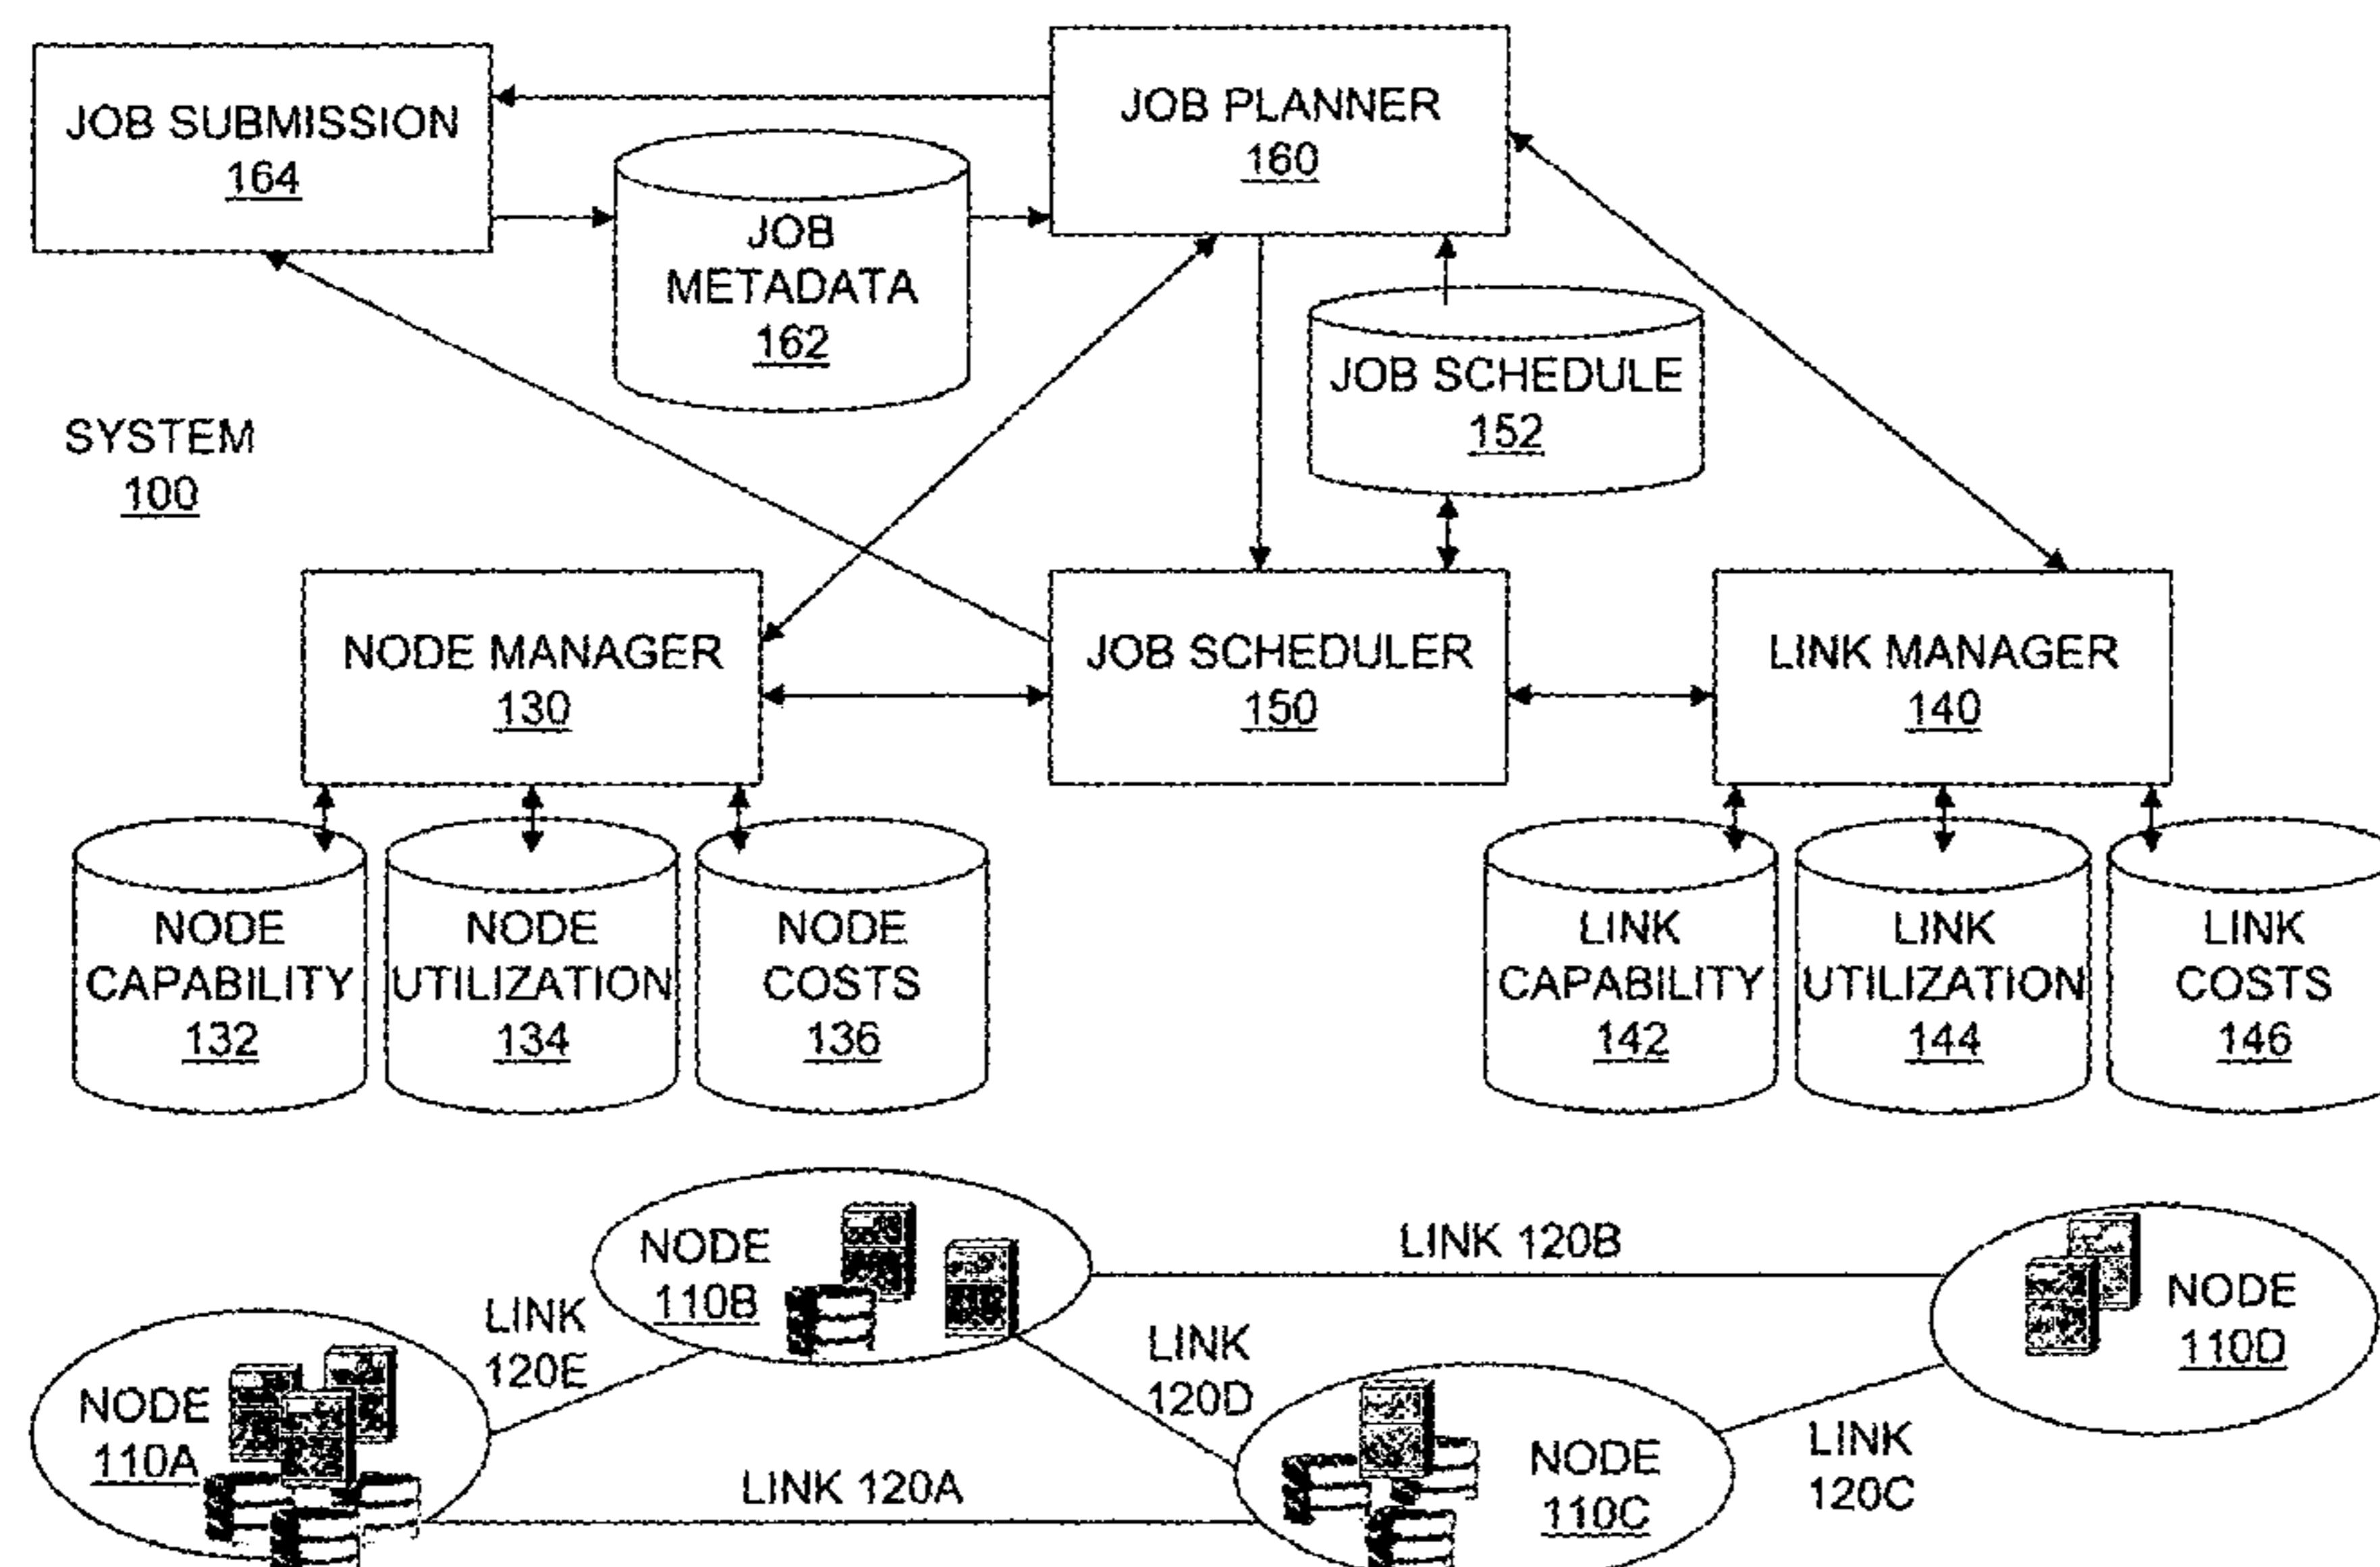 JOB SUBMISSION
164
JOB PLANNER
160
JOB
METADATA
162
JOB SCHEDULE
152
SYSTEM
100
NODE MANAGER
130
JOB SCHEDULER
150
LINK MANAGER
140
NODE
CAPABILITY
132
NODE
UTILIZATION
134
NODE
COSTS
136
LINK
CAPABILITY
142
LINK
UTILIZATION
144
LINK
COSTS
146
NODE
110B
LINK 120B
NODE
110D
LINK
120E
LINK
120D
NODE
110A
LINK 120A
NODE
110C
LINK
120C